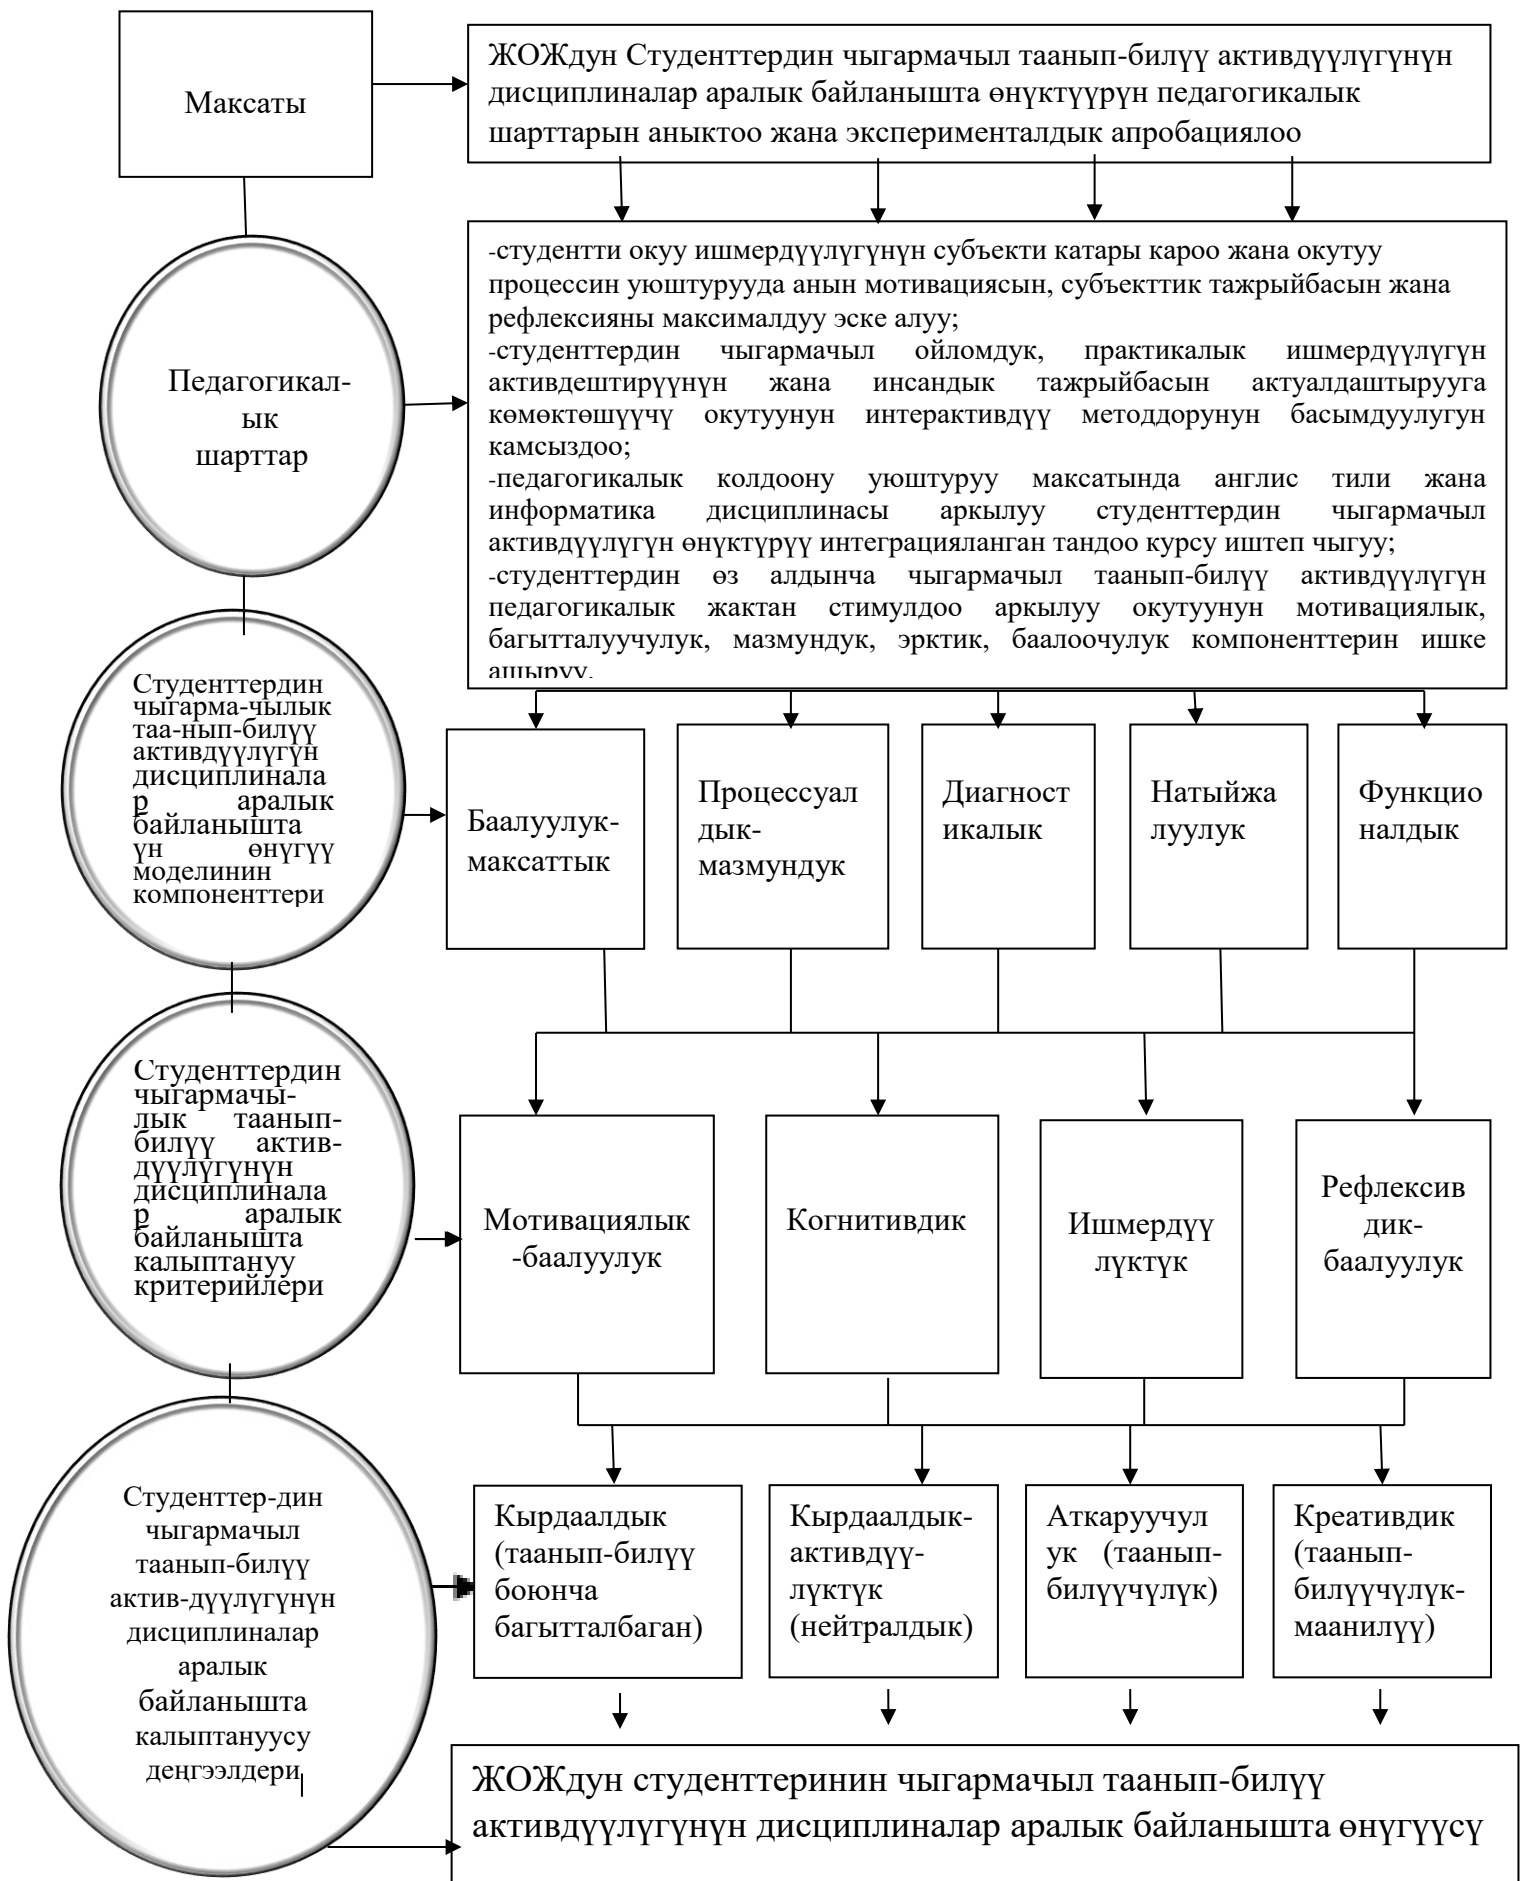 Максаты
ЖОЖдун Студенттердин чыгармачыл таанып-билүү активдүүлүгүнүн
дисциплиналар аралык байланышта өнүктүүрүн педагогикалык
шарттарын аныктоо жана эксперименталдык апробациялоо
Педагогикал-
ык
шарттар
-студентти окуу ишмердүүлүгүнүн субъекти катары кароо жана окутуу
процессин уюштурууда анын мотивациясын, субъекттик тажрыйбасын жана
рефлексияны максималдуу эске алуу;
-студенттердин чыгармачыл ойломдук, практикалык ишмердүүлүгүн
активдештирүүнүн жана инсандык тажрыйбасын актуалдаштырууга
көмөктөшүүчү окутуунун интерактивдүү методдорунун басымдуулугун
камсыздоо;
-педагогикалык колдоону уюштуруу максатында англис тили жана
информатика дисциплинасы аркылуу студенттердин чыгармачыл
активдүүлүгүн өнүктүрүү интеграцияланган тандоо курсу иштеп чыгуу;
-студенттердин өз алдынча чыгармачыл таанып-билүү активдүүлүгүн
педагогикалык жактан стимулдоо аркылуу окутуунун мотивациялык,
багытталуучулук, мазмундук, эрктик, баалоочулук компоненттерин ишке
ашыруу.
Студенттердин
чыгарма-чылык
таа-нып-билүү
активдүүлүгүн
дисциплинала
р аралык
байланышта
үн өнүгүү
моделинин
компоненттери
Баалуулук-
максаттык
Процессуал
дык-
мазмундук
Диагност
икалык
Натыйжа
луулук
Функцио
налдык
Студенттердин
чыгармачы-
лык таанып-
билүү актив-
дүүлүгүнүн
дисциплинала
р аралык
байланышта
калыптануу
критерийлери
Мотивациялык
-баалуулук
Когнитивдик
Ишмердүү
лүктүк
Рефлексив
дик-
баалуулук
Студенттер-дин
чыгармачыл
таанып-билүү
актив-дүүлүгүнүн
дисциплиналар
аралык
байланышта
калыптануусу
деңгээлдери
Кырдаалдык
(таанып-билүү
боюнча
багытталбаган)
Кырдаалдык-
активдүү-
лүктүк
(нейтралдык)
Аткаруучул
ук (таанып-
билүүчүлүк)
Креативдик
(таанып-
билүүчүлүк-
маанилүү)
ЖОЖдун студенттеринин чыгармачыл таанып-билүү
активдүүлүгүнүн дисциплиналар аралык байланышта өнүгүүсү